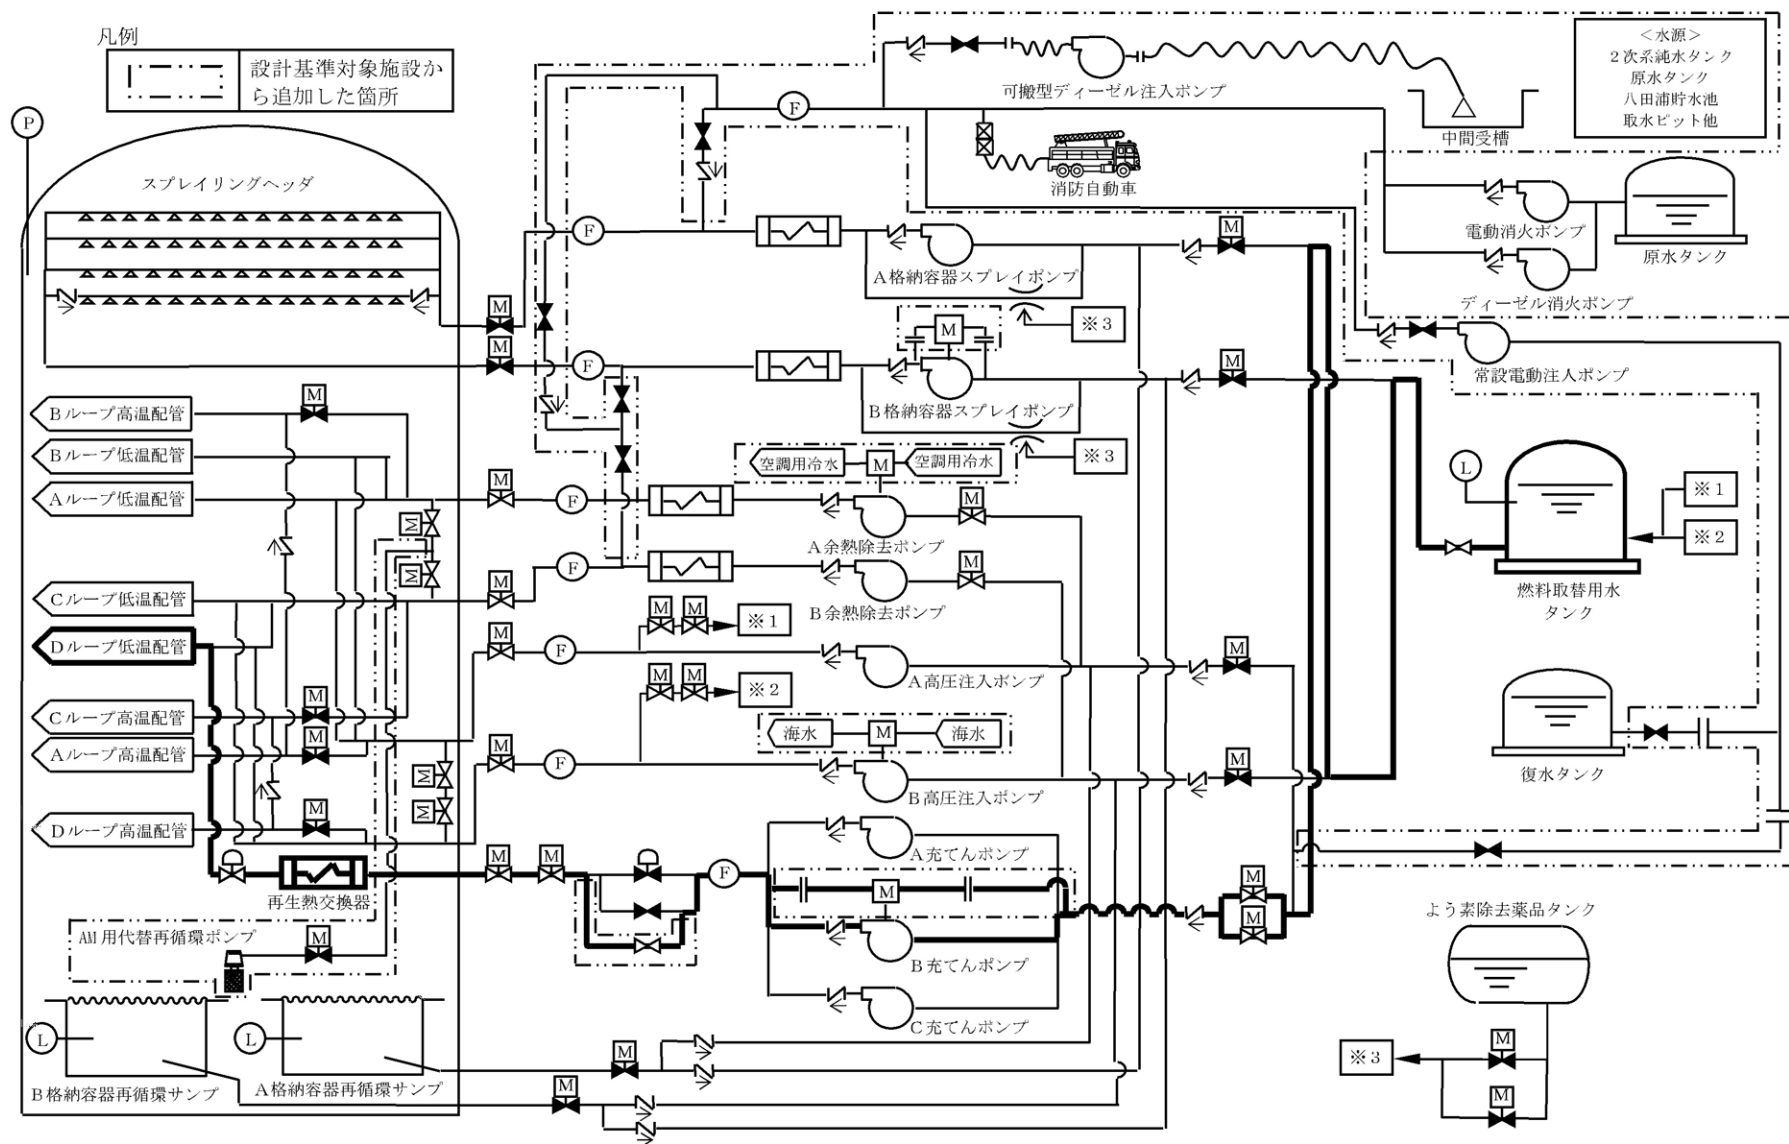 凡例
設計基準対象施設か
ら追加した箇所
P
スプレイリングヘッダ
可搬型ディーゼル注入ポンプ
中間受槽
<水源>
2次系純水タンク
原水タンク
八田浦貯水池
取水ピット他
F
消防自動車
電動消火ポンプ
原水タンク
ディーゼル消火ポンプ
F
M
A格納容器スプレイポンプ
※3
M
M
M
F
M
常設電動注入ポンプ
B格納容器スプレイポンプ
※3
Bループ高温配管
M
Bループ低温配管
空調用冷水
M
空調用冷水
Aループ低温配管
M
F
M
M
A余熱除去ポンプ
L
※1
※2
燃料取替用水
タンク
M
Cループ低温配管
M
F
M
B余熱除去ポンプ
M
M
※1
Dループ低温配管
M
F
A高圧注入ポンプ
M
M
M
※2
Cループ高温配管
M
海水
M
海水
Aループ高温配管
M
M
F
M
M
B高圧注入ポンプ
M
復水タンク
Dループ高温配管
M
A充てんポンプ
再生熱交換器
M
M
F
M
M
M
B充てんポンプ
AM用代替再循環ポンプ
M
C充てんポンプ
よう素除去薬品タンク
L
L
B格納容器再循環サンプ
A格納容器再循環サンプ
M
M
※3
M
M